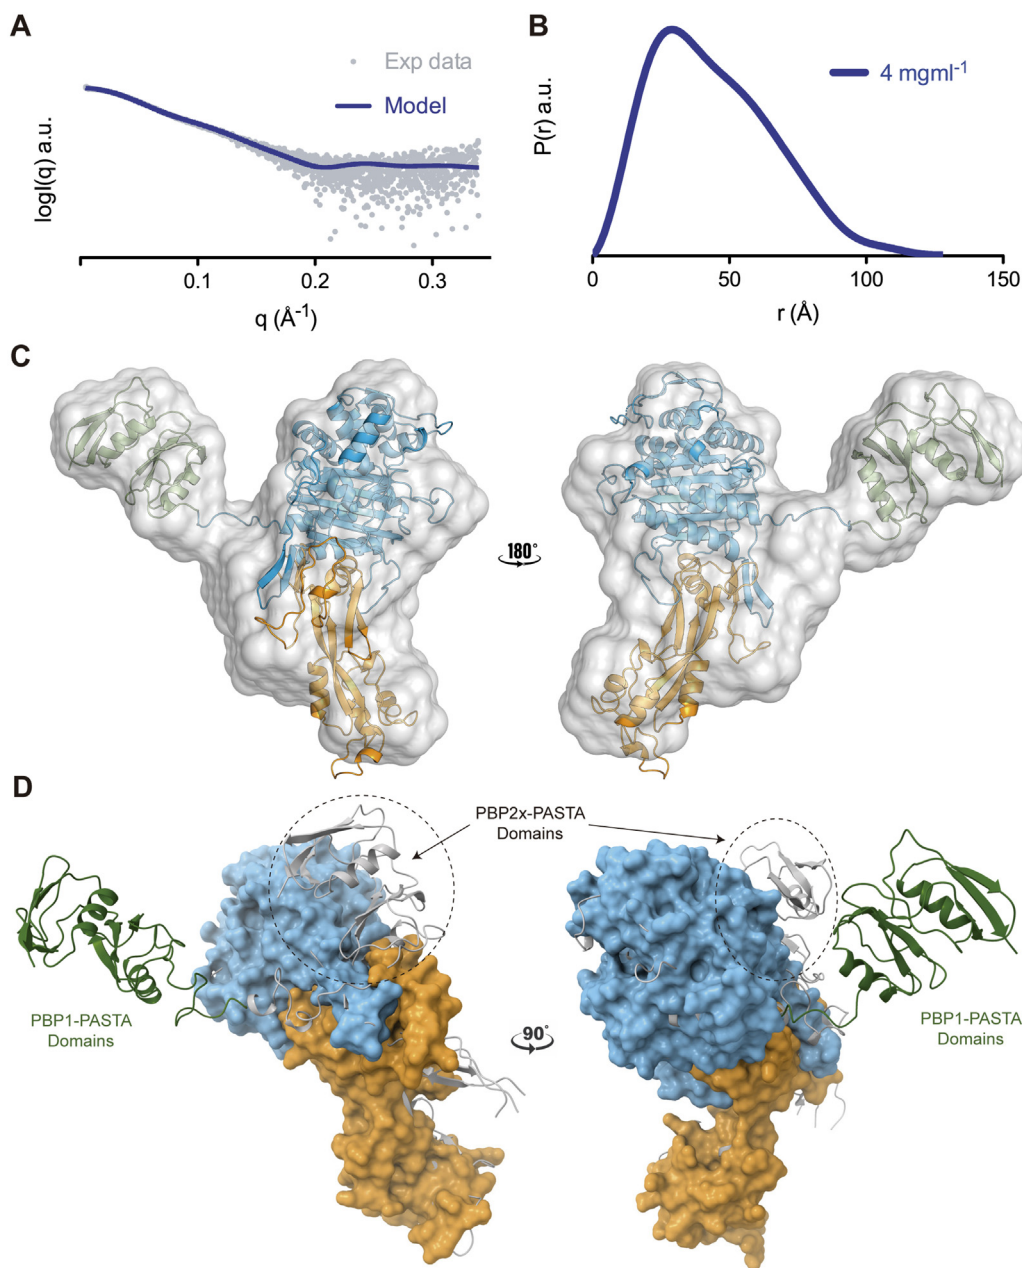 A
Exp data
Model
logI(q) a.u.
0.1
0.2
0.3
q (Å⁻¹)
B
4 mgml⁻¹
P(r) a.u.
0
50
100
150
r (Å)
C
180°
D
PBP2x-PASTA
Domains
PBP1-PASTA
Domains
90°
PBP1-PASTA
Domains